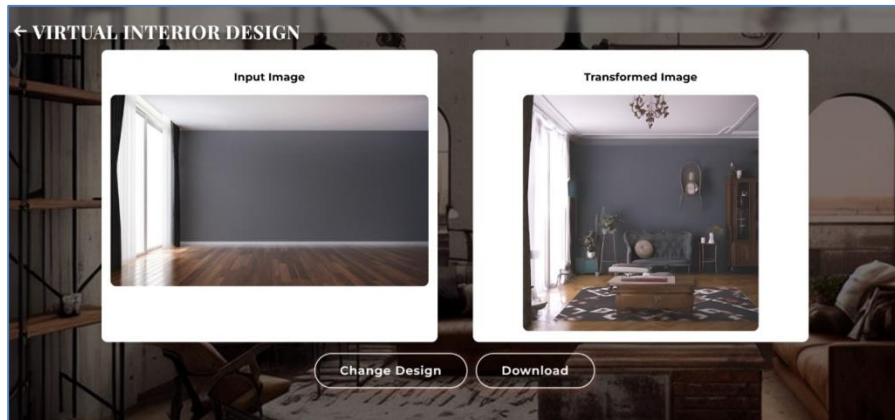 ← VIRTUAL INTERIOR DESIGN
Input Image
Transformed Image
Change Design
Download